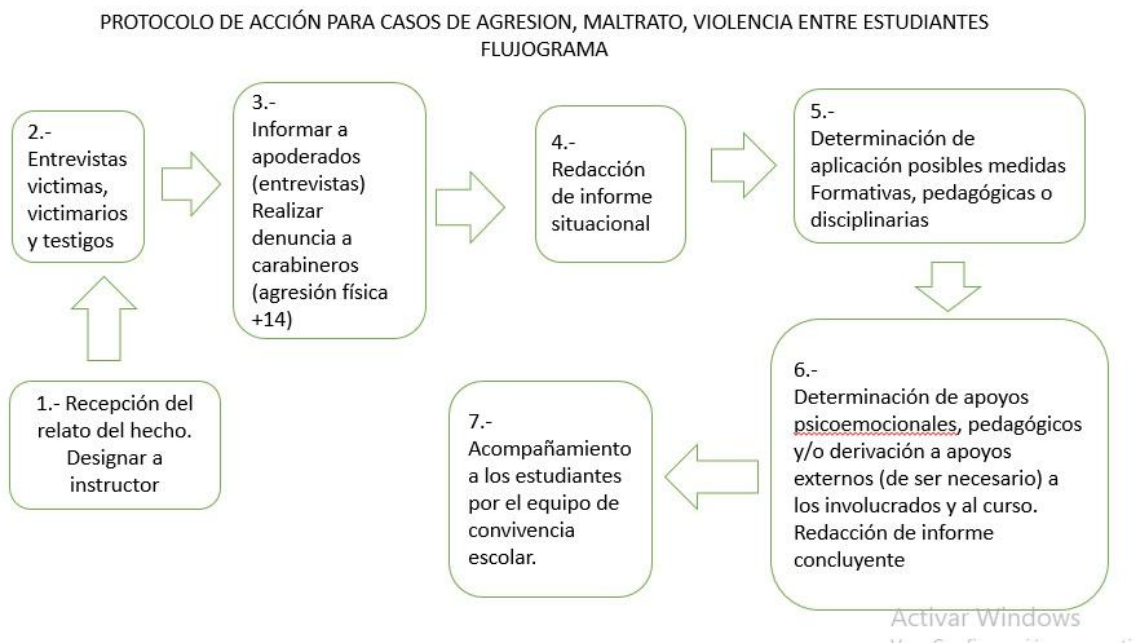 PROTOCOLO DE ACCIÓN PARA CASOS DE AGRESION, MALTRATO, VIOLENCIA ENTRE ESTUDIANTES
FLUJOGRAMA
1.- Recepción del
relato del hecho.
Designar a
instructor
2.-
Entrevistas
victimas,
victimarios
y testigos
3.-
Informar a
apoderados
(entrevistas)
Realizar
denuncia a
carabineros
(agresión física
+14)
4.-
Redacción
de informe
situacional
5.-
Determinación de
aplicación posibles medidas
Formativas, pedagógicas o
disciplinarias
6.-
Determinación de apoyos
psicoemocionales, pedagógicos
y/o derivación a apoyos
externos (de ser necesario) a
los involucrados y al curso.
Redacción de informe
concluyente
7.-
Acompañamiento
a los estudiantes
por el equipo de
convivencia
escolar.
Activar Windows